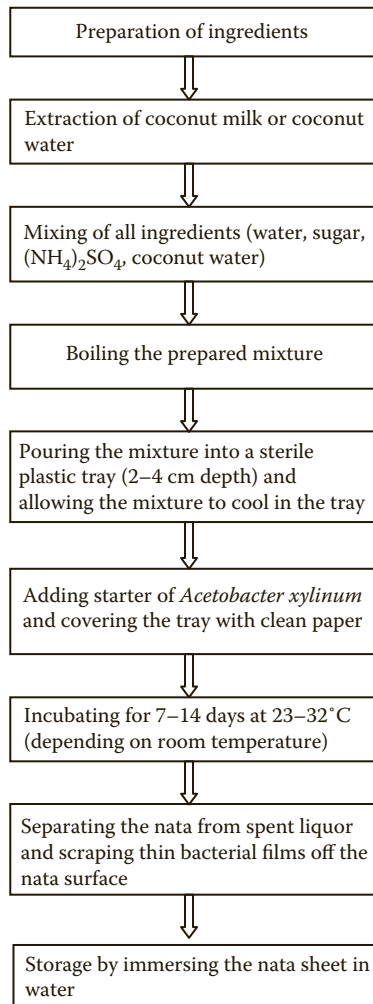 Preparation of ingredients
Extraction of coconut milk or coconut
water
Mixing of all ingredients (water, sugar,
(NH₄)₂SO₄, coconut water)
Boiling the prepared mixture
Pouring the mixture into a sterile
plastic tray (2–4 cm depth) and
allowing the mixture to cool in the tray
Adding starter of Acetobacter xylinum
and covering the tray with clean paper
Incubating for 7–14 days at 23–32˚C
(depending on room temperature)
Separating the nata from spent liquor
and scraping thin bacterial films off the
nata surface
Storage by immersing the nata sheet in
water